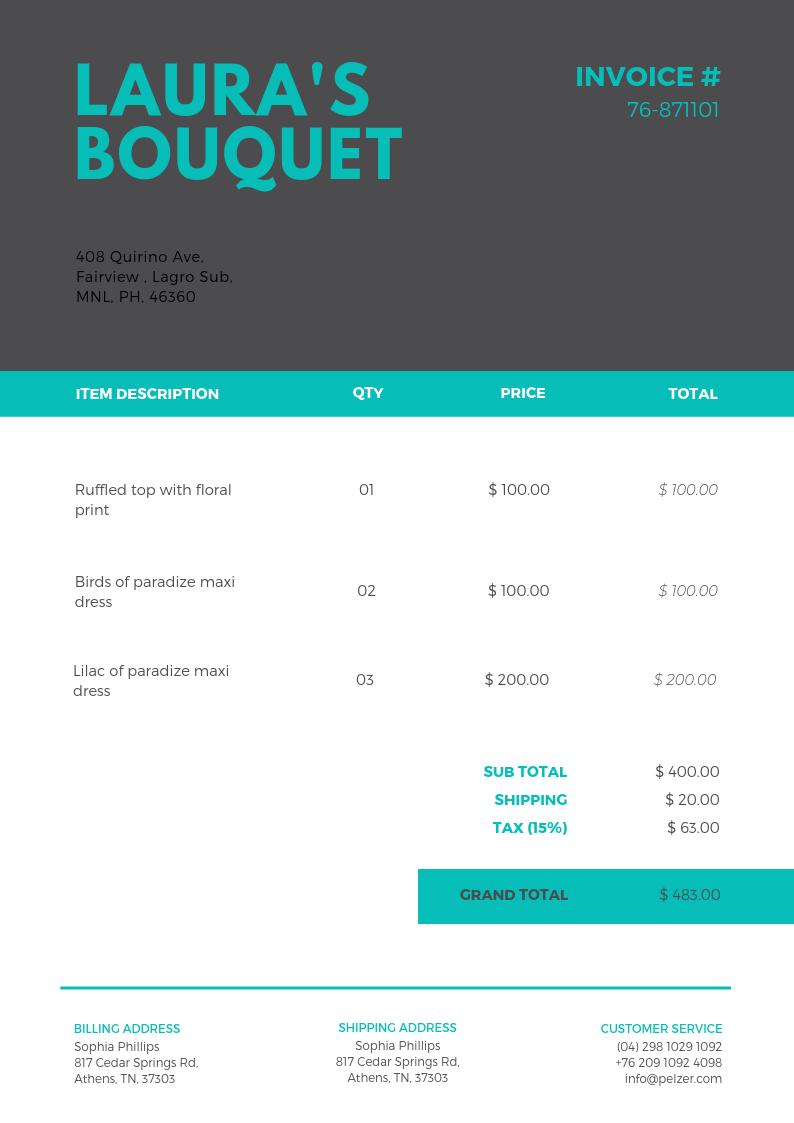 LAURA'S
BOUQUET
INVOICE #
76-871101
408 Quirino Ave,
Fairview , Lagro Sub,
MNL, PH, 46360
ITEM DESCRIPTION QTY PRICE TOTAL
Ruffled top with floral
print
01 $ 100.00 $ 100.00
Birds of paradize maxi
dress
02 $ 100.00 $ 100.00
Lilac of paradize maxi
dress
03 $ 200.00 $ 200.00
SUB TOTAL $ 400.00
SHIPPING $ 20.00
TAX (15%) $ 63.00
GRAND TOTAL $ 483.00
BILLING ADDRESS
Sophia Phillips
817 Cedar Springs Rd,
Athens, TN, 37303
SHIPPING ADDRESS
Sophia Phillips
817 Cedar Springs Rd,
Athens, TN, 37303
CUSTOMER SERVICE
(04) 298 1029 1092
+76 209 1092 4098
info@pelzer.com